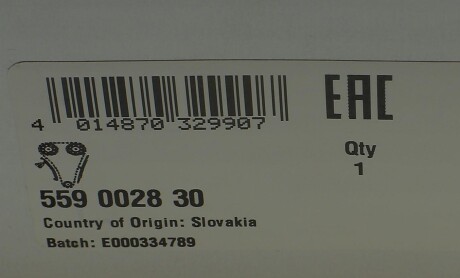 EAC
4 014870 329907
Qty
1
559 0028 30
Country of Origin: Slovakia
Batch: E000334789